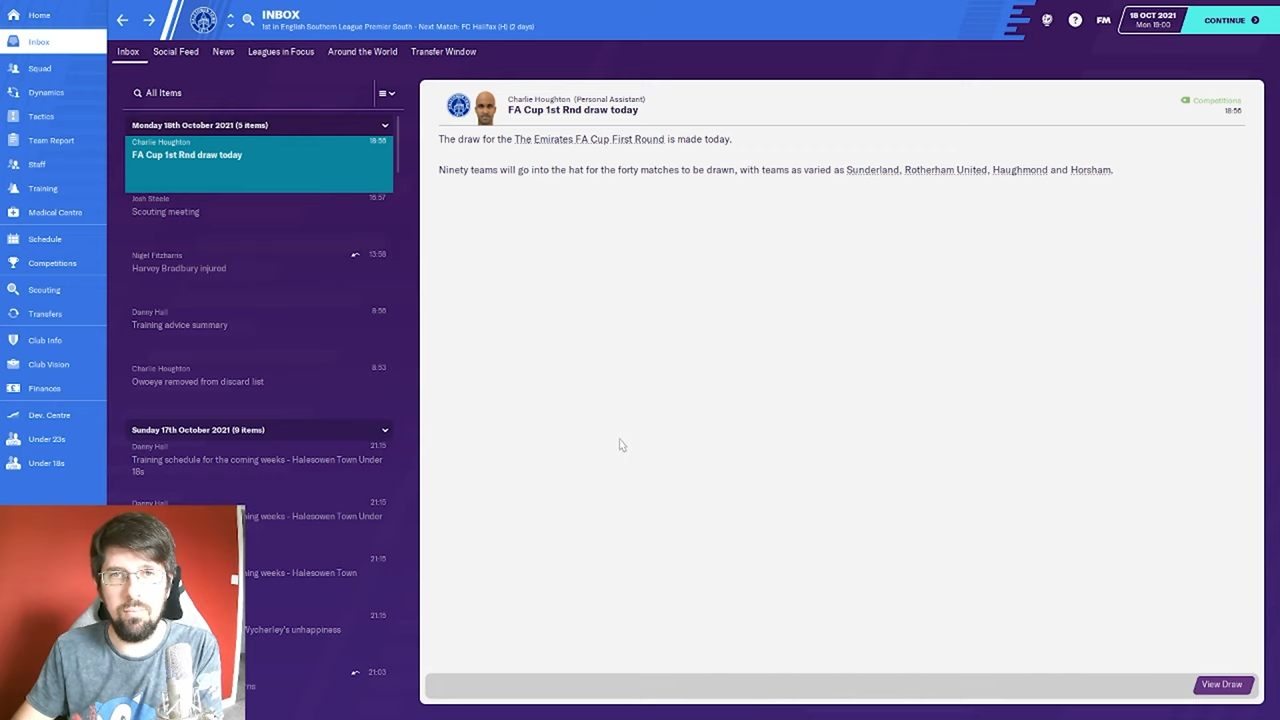 Home
Inbox
Squad
Dynamics
Tactics
Team Report
Staff
Training
Medical Centre
Schedule
Competitions
Scouting
Transfers
Club Info
Club Vision
Finances
Dev. Centre
Under 23s
Under 18s
INBOX
1st in English Southern League Premier South - Next Match: FC Halifax (H) (2 days)
FM
18 OCT 2021
Mon 19:00
CONTINUE
Inbox Social Feed News Leagues in Focus Around the World Transfer Window
All Items
Monday 18th October 2021 (5 items)
Charlie Houghton 18:56
FA Cup 1st Rnd draw today
Josh Steele 16:57
Scouting meeting
Nigel Fitzharris 13:56
Harvey Bradbury injured
Danny Hall 8:56
Training advice summary
Charlie Houghton 8:53
Owoeye removed from discard list
Sunday 17th October 2021 (9 items)
Danny Hall 21:15
Training schedule for the coming weeks - Halesowen Town Under
18s
Danny Hall 21:15
ning weeks - Halesowen Town Under
21:15
ning weeks - Halesowen Town
21:15
Wycherley's unhappiness
21:03
rns
Charlie Houghton (Personal Assistant)
FA Cup 1st Rnd draw today
Competitions
18:56
The draw for the The Emirates FA Cup First Round is made today.
Ninety teams will go into the hat for the forty matches to be drawn, with teams as varied as Sunderland, Rotherham United, Haughmond and Horsham.
View Draw